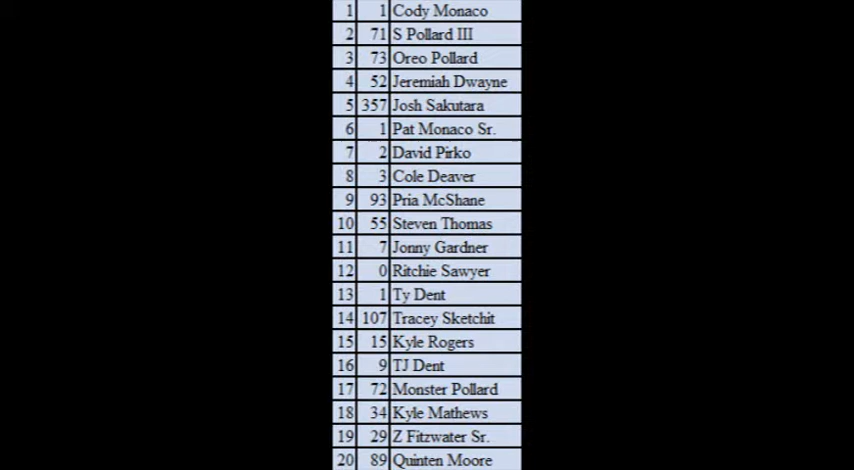 1 1 Cody Monaco
2 71 S Pollard III
3 73 Oreo Pollard
4 52 Jeremiah Dwayne
5 357 Josh Sakutara
6 1 Pat Monaco Sr.
7 2 David Pirko
8 3 Cole Deaver
9 93 Pria McShane
10 55 Steven Thomas
11 7 Jonny Gardner
12 0 Ritchie Sawyer
13 1 Ty Dent
14 107 Tracey Sketchit
15 15 Kyle Rogers
16 9 TJ Dent
17 72 Monster Pollard
18 34 Kyle Mathews
19 29 Z Fitzwater Sr.
20 89 Quinten Moore